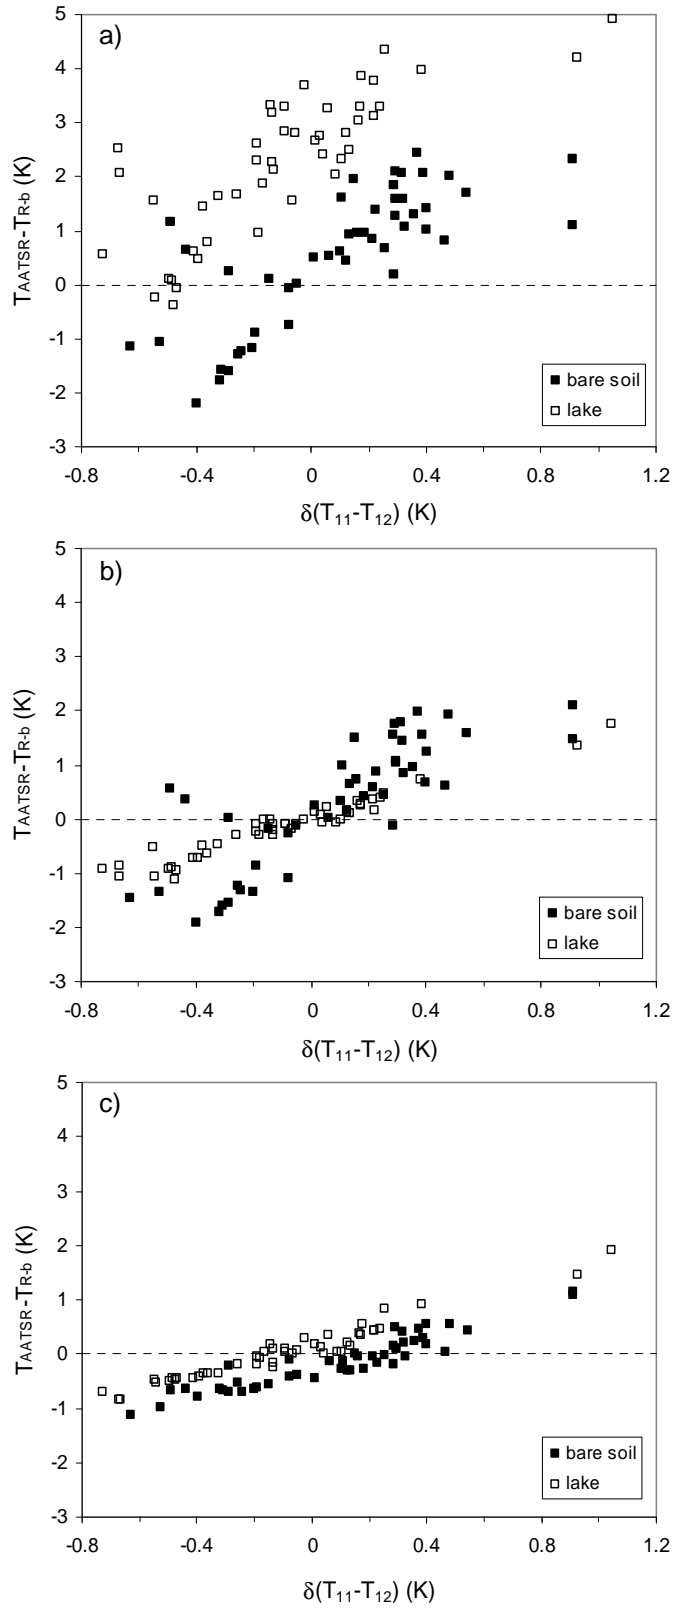 a)
5
4
3
2
1
0
-1
-2
-3
TAATSR-TR-b (K)
bare soil
lake
-0.8 -0.4 0 0.4 0.8 1.2
δ(T11-T12) (K)
b)
5
4
3
2
1
0
-1
-2
-3
TAATSR-TR-b (K)
bare soil
lake
-0.8 -0.4 0 0.4 0.8 1.2
δ(T11-T12) (K)
c)
5
4
3
2
1
0
-1
-2
-3
TAATSR-TR-b (K)
bare soil
lake
-0.8 -0.4 0 0.4 0.8 1.2
δ(T11-T12) (K)